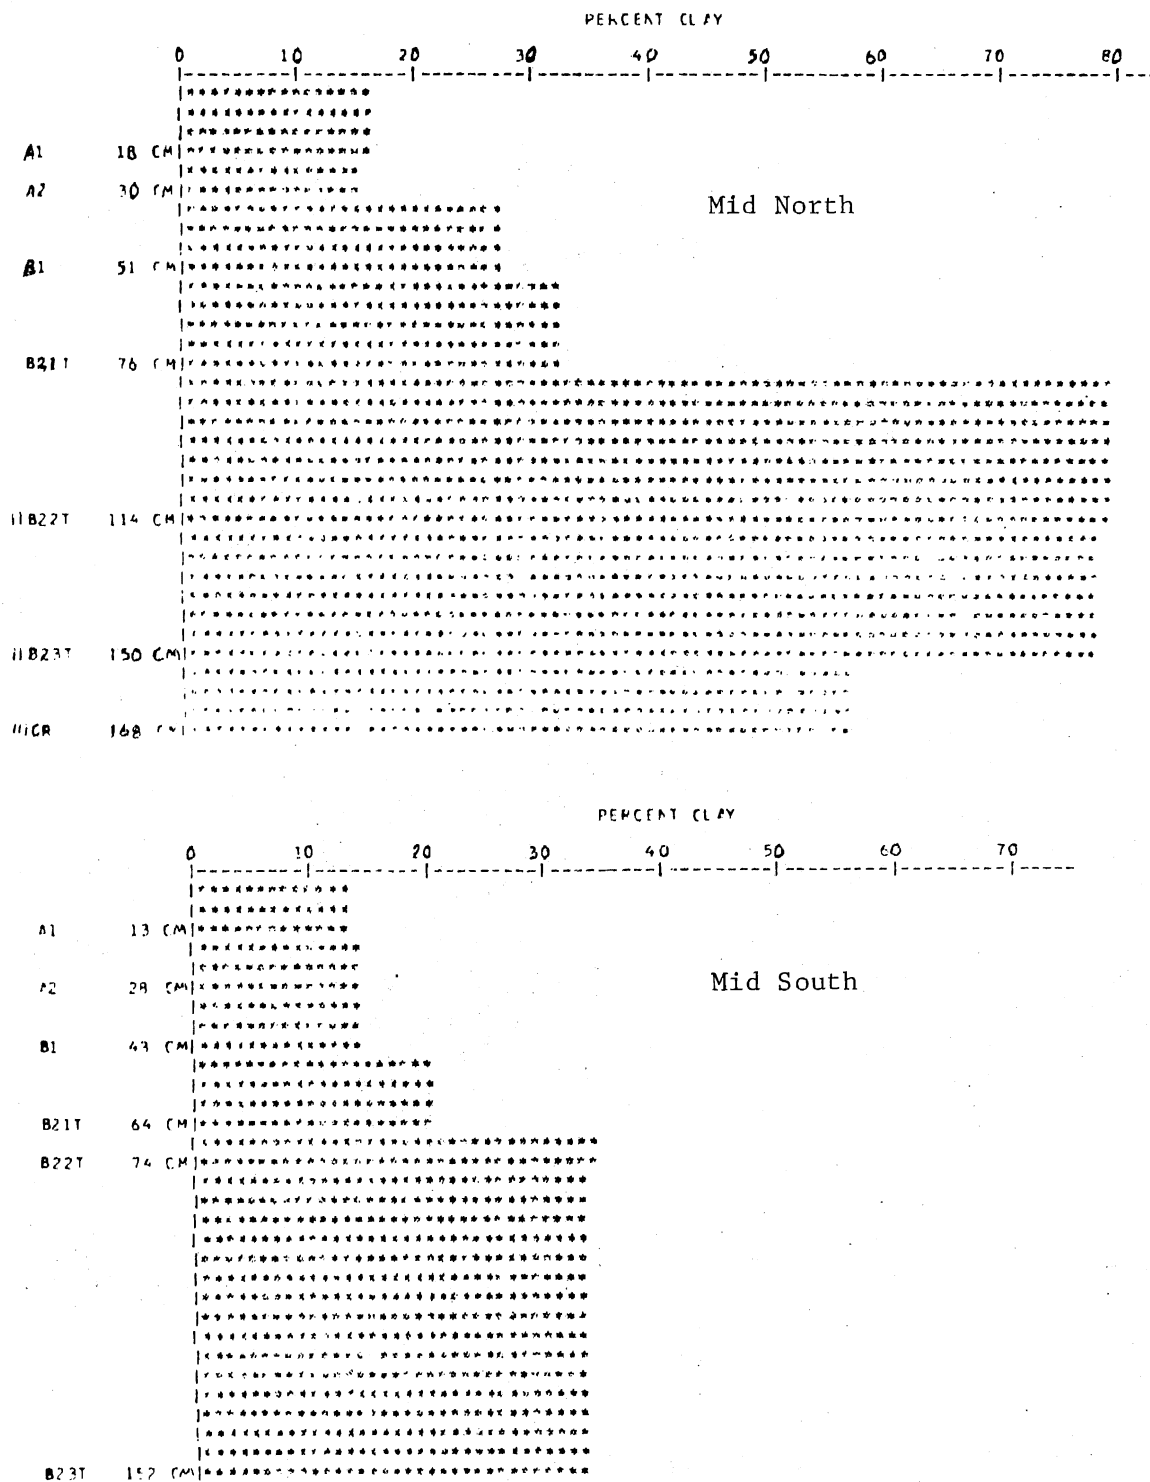 PERCENT CLAY
0 10 20 30 40 50 60 70 80
A1 18 CM
A2 30 CM
Mid North
B1 51 CM
B21T 76 CM
IIB22T 114 CM
IIB23T 150 CM
IIICR 168 CM
PERCENT CLAY
0 10 20 30 40 50 60 70
A1 13 CM
A2 28 CM
Mid South
B1 43 CM
B21T 64 CM
B22T 74 CM
B23T 152 CM